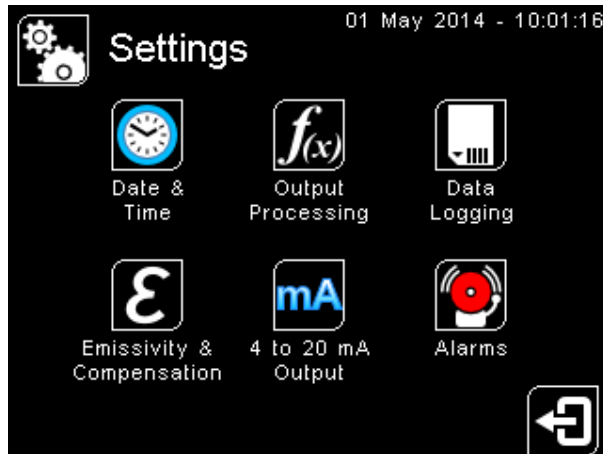 01 May 2014 - 10:01:16
Settings
f(x)
Date &
Time
Output
Processing
Data
Logging
ε
mA
Emissivity &
Compensation
4 to 20 mA
Output
Alarms